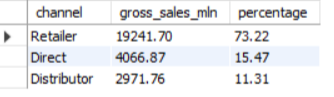 channel gross_sales_mln percentage
Retailer 19241.70 73.22
Direct 4066.87 15.47
Distributor 2971.76 11.31